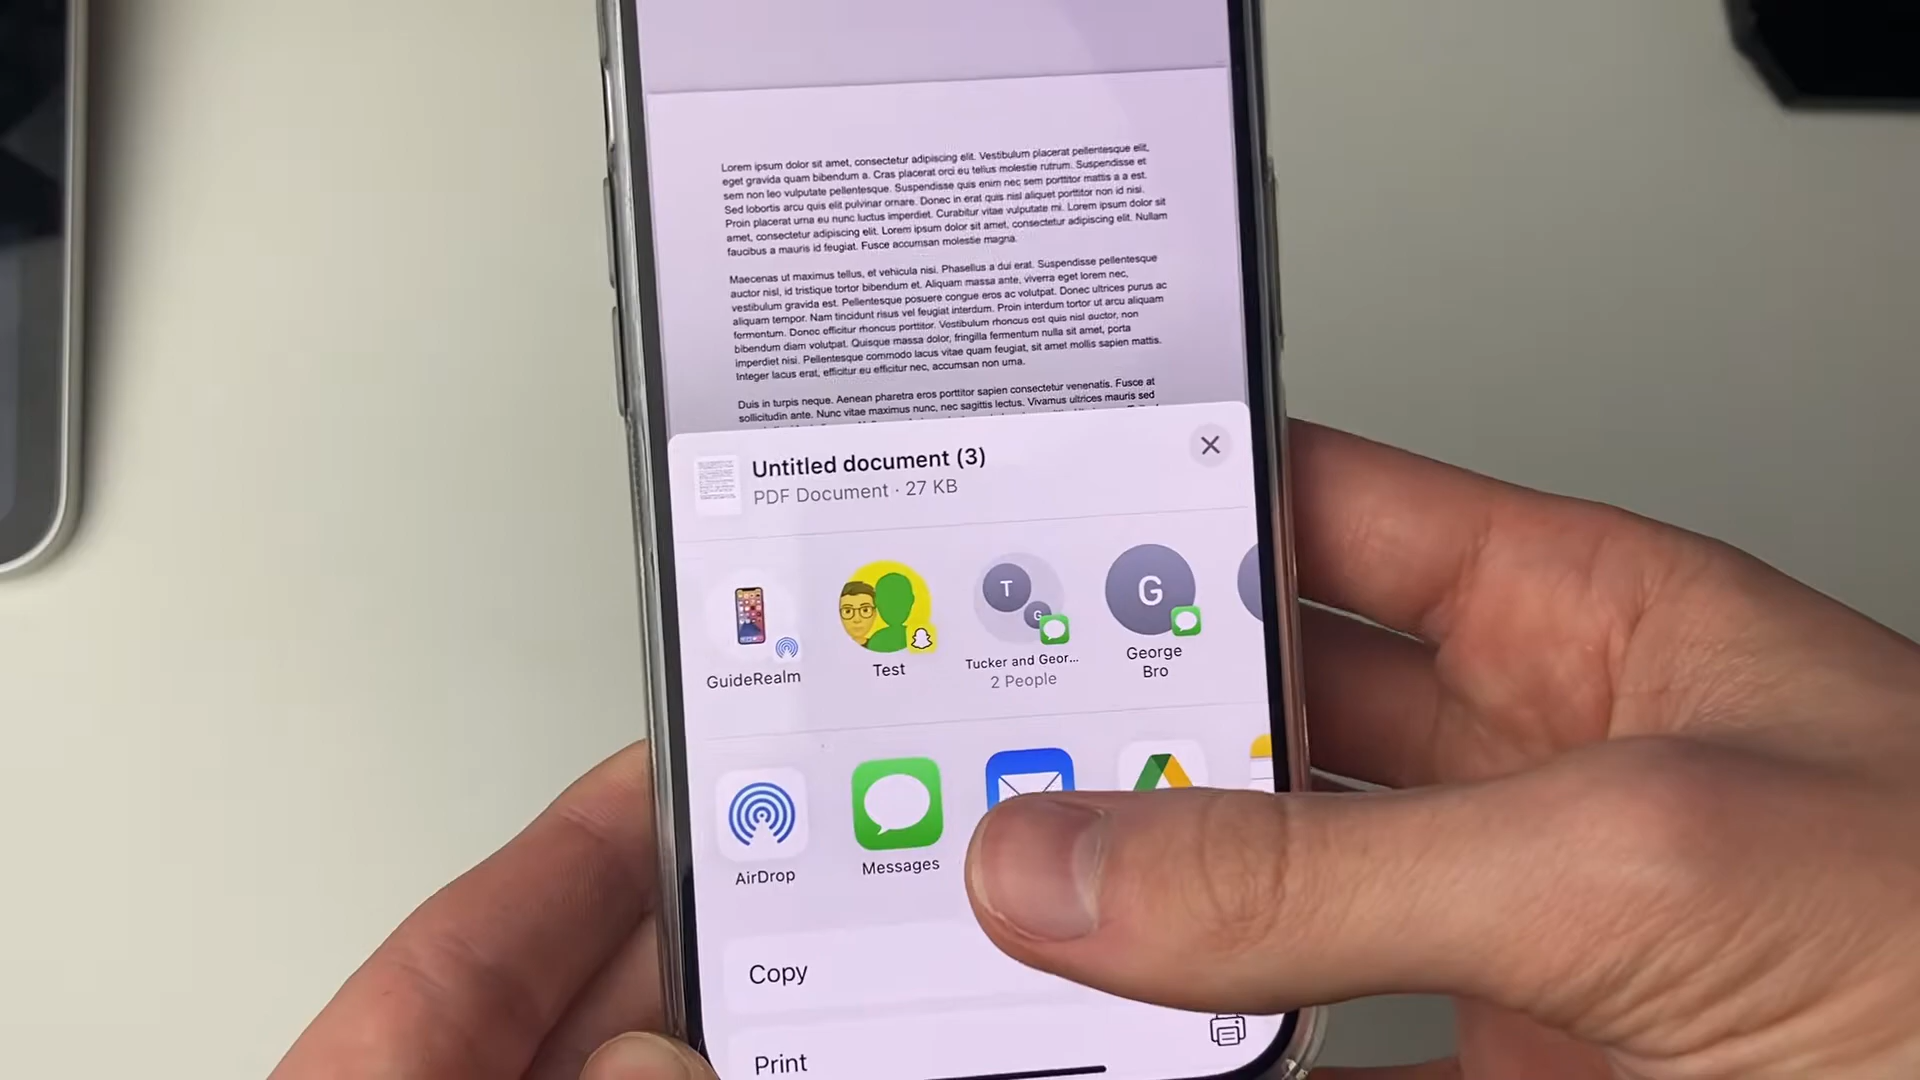 Lorem ipsum dolor sit amet, consectetur adipiscing elit. Vestibulum placerat pellentesque elit,
eget gravida quam bibendum a. Cras placerat orci eu tellus molestie rutrum. Suspendisse et
sem non leo vulputate pellentesque. Suspendisse quis enim nec sem porttitor mattis a a est.
Sed lobortis arcu quis elit pulvinar ornare. Donec in erat quis nisl aliquet porttitor non id nisi.
Proin placerat urna eu nunc luctus imperdiet. Curabitur vitae vulputate mi. Lorem ipsum dolor sit
amet, consectetur adipiscing elit. Lorem ipsum dolor sit amet, consectetur adipiscing elit. Nullam
faucibus a mauris id feugiat. Fusce accumsan molestie magna.
Maecenas ut maximus tellus, et vehicula nisi. Phasellus a dui erat. Suspendisse pellentesque
auctor nisl, id tristique tortor bibendum et. Aliquam massa ante, viverra eget lorem nec,
vestibulum gravida est. Pellentesque posuere congue eros ac volutpat. Donec ultrices purus ac
aliquam tempor. Nam tincidunt risus vel feugiat interdum. Proin interdum tortor ut arcu aliquam
fermentum. Donec efficitur rhoncus porttitor. Vestibulum rhoncus est quis nisl auctor, non
bibendum diam volutpat. Quisque massa dolor, fringilla fermentum nulla sit amet, porta
imperdiet nisi. Pellentesque commodo lacus vitae quam feugiat, sit amet mollis sapien mattis.
Integer lacus erat, efficitur eu efficitur nec, accumsan non urna.
Duis in turpis neque. Aenean pharetra eros porttitor sapien consectetur venenatis. Fusce at
sollicitudin ante. Nunc vitae maximus nunc, nec sagittis lectus. Vivamus ultrices mauris sed
Untitled document (3)
PDF Document · 27 KB
T
G
G
GuideRealm
Test
Tucker and Geor...
2 People
George
Bro
AirDrop
Messages
Copy
Print